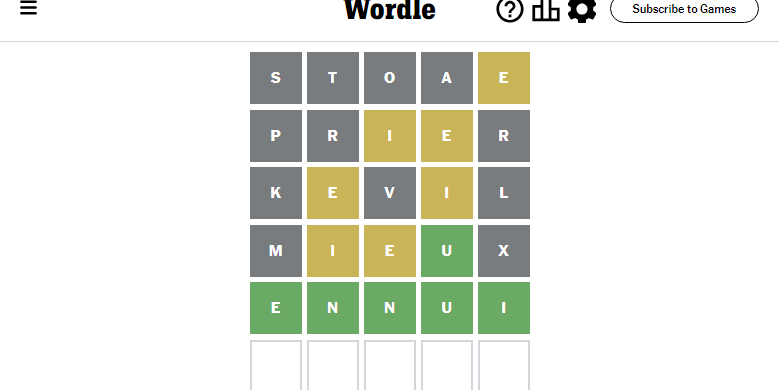 Wordle
Subscribe to Games
S T O A E
P R I E R
K E V I L
M I E U X
E N N U I